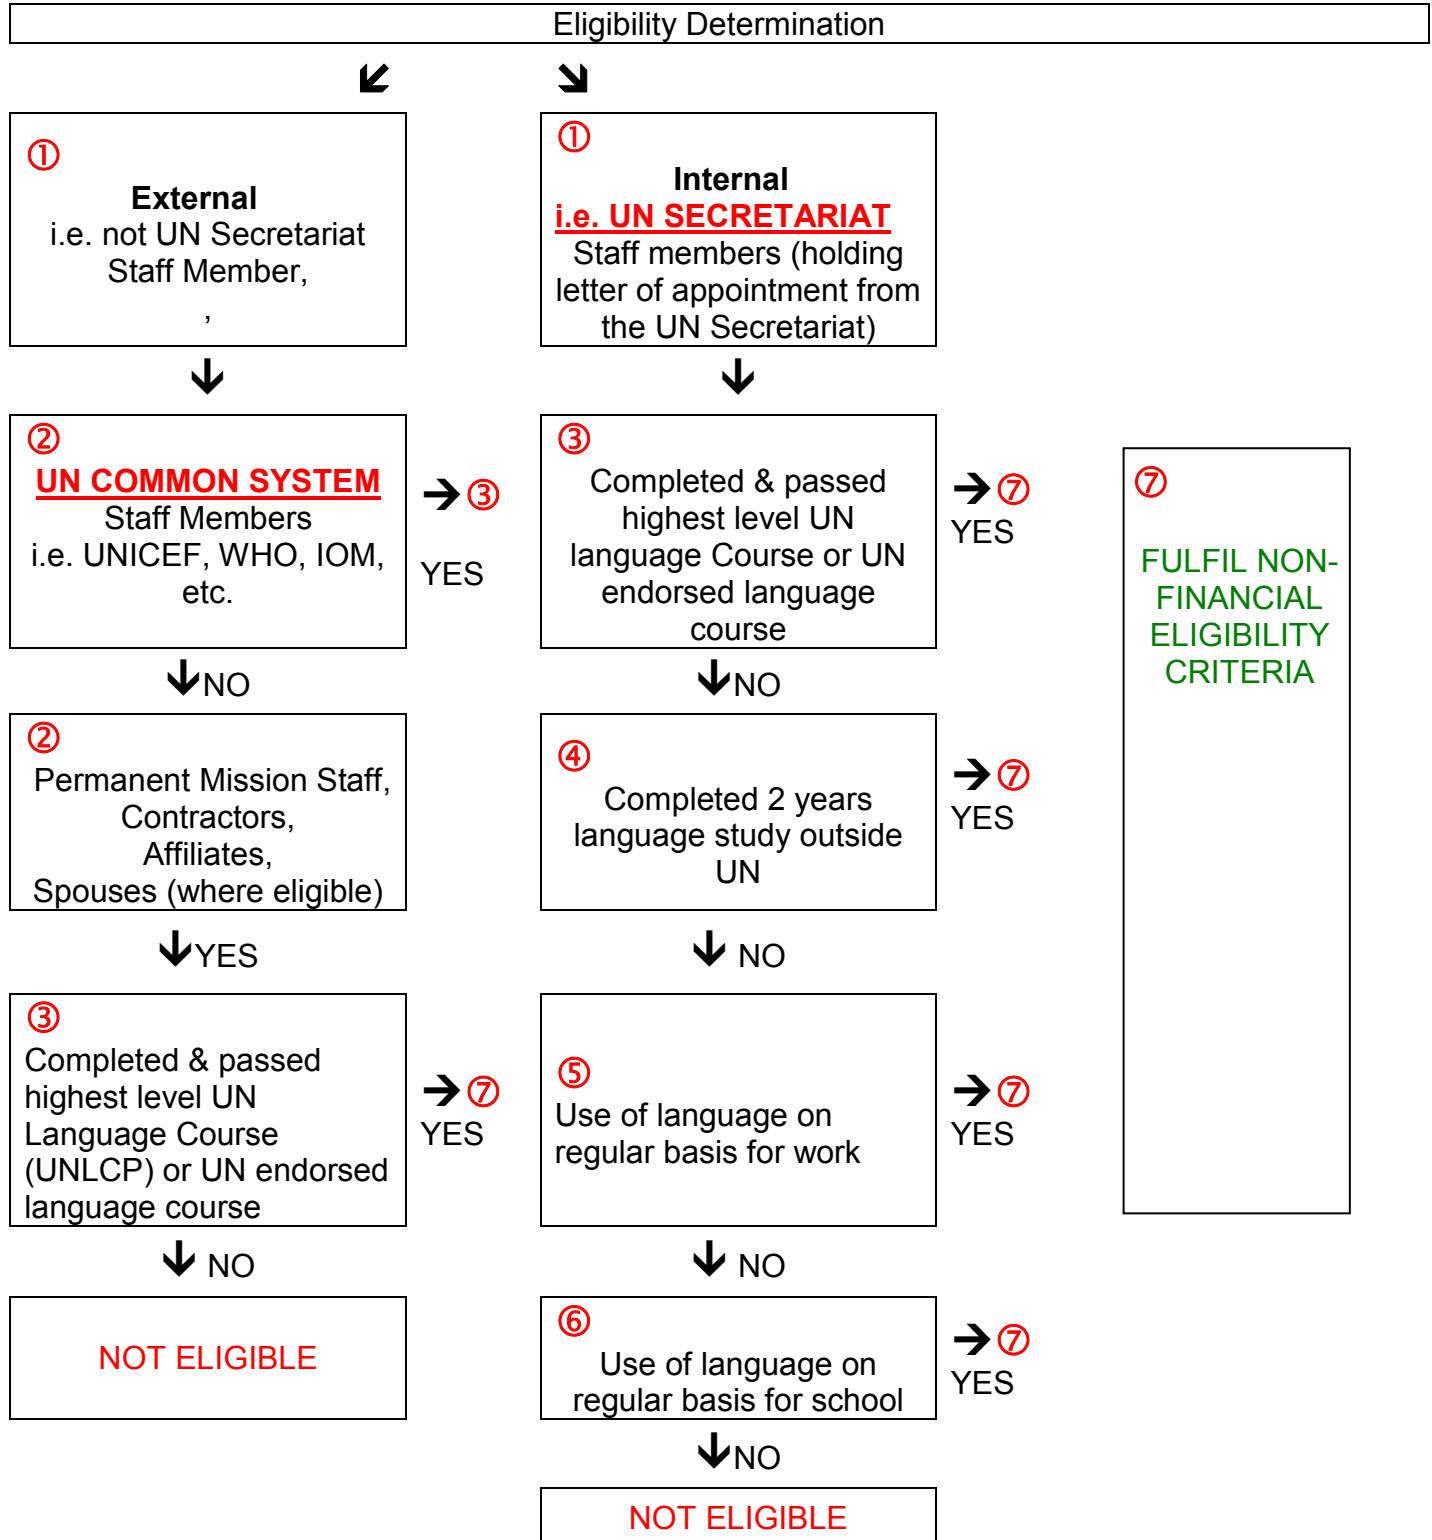 Eligibility Determination
①
External
i.e. not UN Secretariat
Staff Member,
,
①
Internal
i.e. UN SECRETARIAT
Staff members (holding
letter of appointment from
the UN Secretariat)
②
UN COMMON SYSTEM
Staff Members
i.e. UNICEF, WHO, IOM,
etc.
➔③
YES
③
Completed & passed
highest level UN
language Course or UN
endorsed language
course
➔⑦
YES
⑦
FULFIL NON-
FINANCIAL
ELIGIBILITY
CRITERIA
NO
NO
②
Permanent Mission Staff,
Contractors,
Affiliates,
Spouses (where eligible)
④
Completed 2 years
language study outside
UN
➔⑦
YES
YES
NO
③
Completed & passed
highest level UN
Language Course
(UNLCP) or UN endorsed
language course
➔⑦
YES
⑤
Use of language on
regular basis for work
➔⑦
YES
NO
NO
NOT ELIGIBLE
⑥
Use of language on
regular basis for school
➔⑦
YES
NO
NOT ELIGIBLE